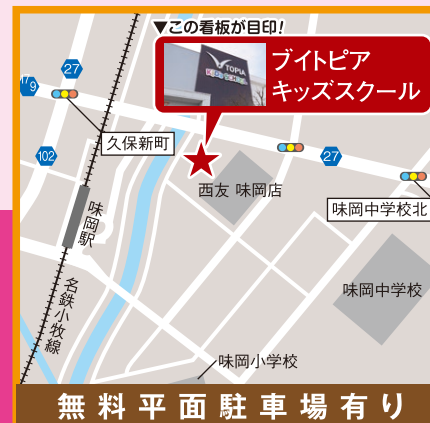 ▼この看板が目印!
V TOPIA
KIDS SCHOOL
ブイトピア
キッズスクール
27
9
久保新町
102
27
西友 味岡店
味岡中学校北
味岡駅
名鉄小牧線
味岡中学校
味岡小学校
無料平面駐車場有り